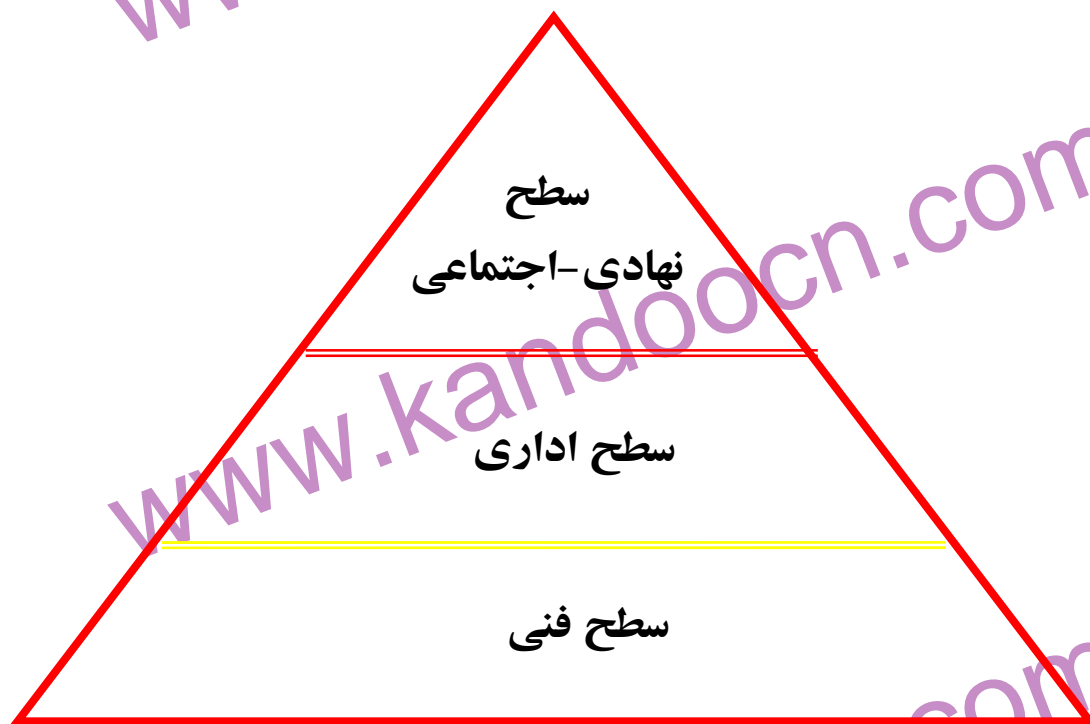 سطح
نهادی-اجتماعی
www.kandoocn.com
سطح اداری
سطح فنی